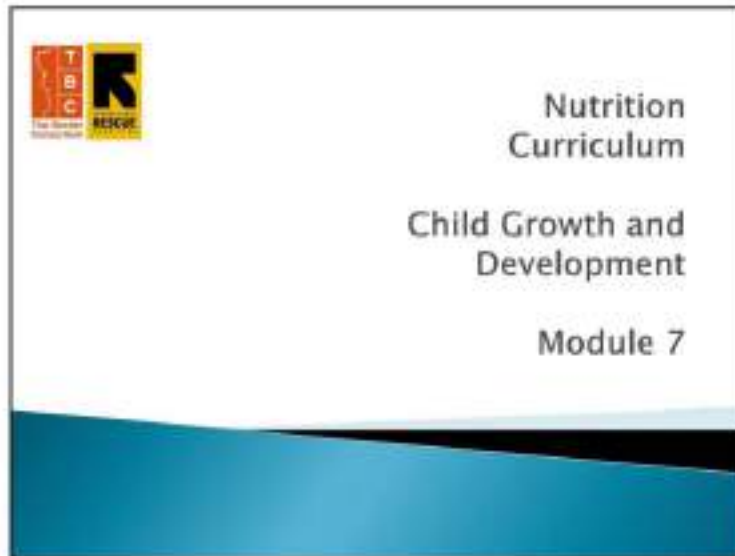 T
B
C
RESCUE
Nutrition
Curriculum
Child Growth and
Development
Module 7